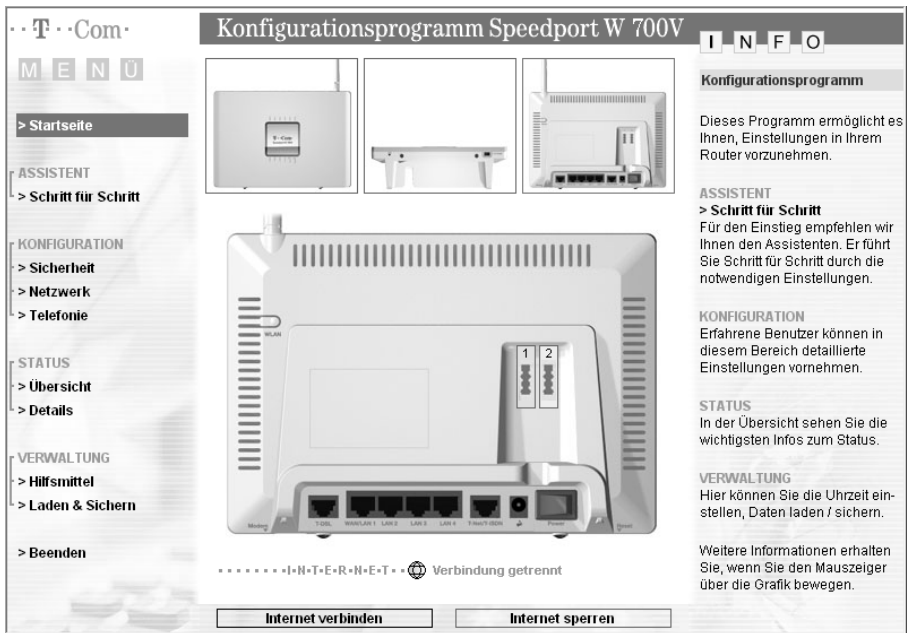 ··T··Com·
Konfigurationsprogramm Speedport W 700V
MENÜ
> Startseite
ASSISTENT
> Schritt für Schritt
KONFIGURATION
> Sicherheit
> Netzwerk
> Telefonie
STATUS
> Übersicht
> Details
VERWALTUNG
> Hilfsmittel
> Laden & Sichern
> Beenden
T··Com
WLAN
1 2
Modem T-DSL WAN/LAN 1 LAN 2 LAN 3 LAN 4 T-Net/T-ISDN Power Reset
········I·N·T·E·R·N·E·T·· Verbindung getrennt
Internet verbinden Internet sperren
INFO
Konfigurationsprogramm
Dieses Programm ermöglicht es
Ihnen, Einstellungen in Ihrem
Router vorzunehmen.
ASSISTENT
> Schritt für Schritt
Für den Einstieg empfehlen wir
Ihnen den Assistenten. Er führt
Sie Schritt für Schritt durch die
notwendigen Einstellungen.
KONFIGURATION
Erfahrene Benutzer können in
diesem Bereich detaillierte
Einstellungen vornehmen.
STATUS
In der Übersicht sehen Sie die
wichtigsten Infos zum Status.
VERWALTUNG
Hier können Sie die Uhrzeit ein-
stellen, Daten laden / sichern.
Weitere Informationen erhalten
Sie, wenn Sie den Mauszeiger
über die Grafik bewegen.